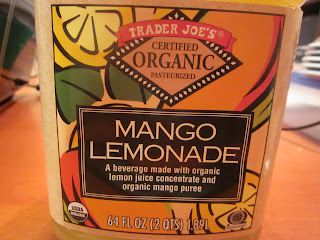 TRADER JOE'S®
CERTIFIED
ORGANIC
PASTEURIZED
MANGO
LEMONADE
A beverage made with organic
lemon juice concentrate and
organic mango puree
USDA
ORGANIC
64 FL OZ (2 QTS) 1.89L